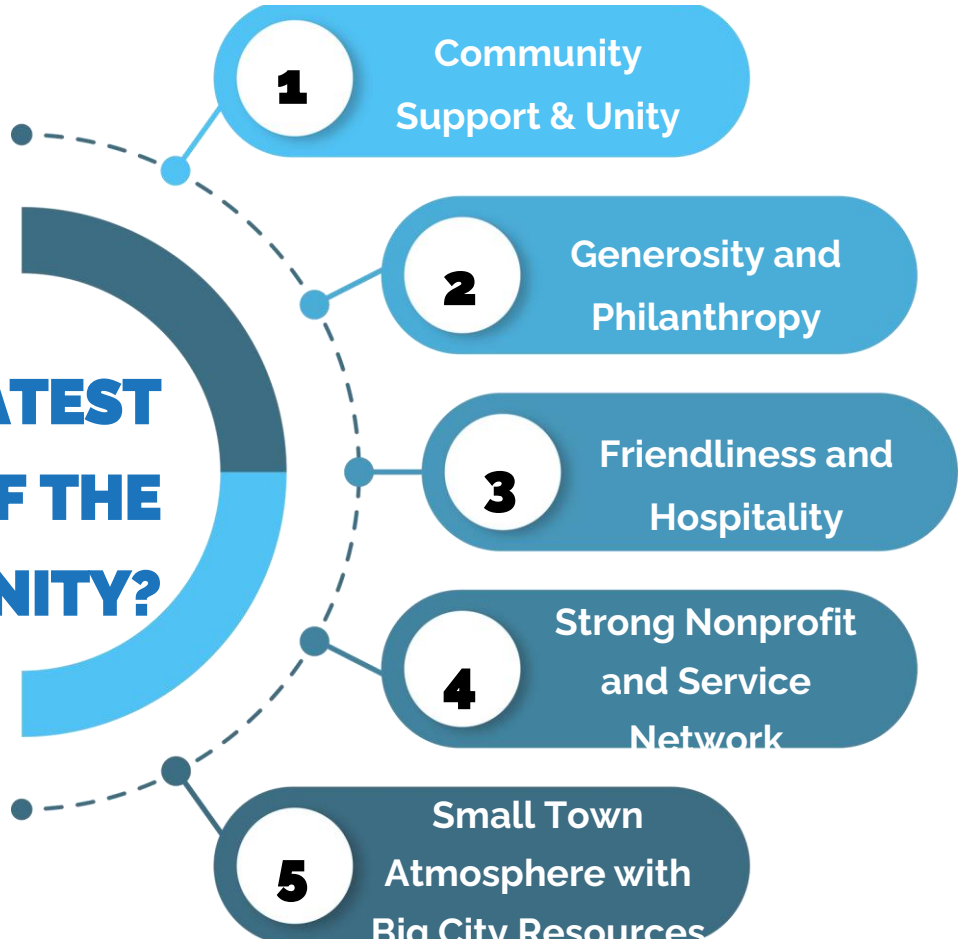 1
Community
Support & Unity
2
Generosity and
Philanthropy
ATEST
F THE
NITY?
3
Friendliness and
Hospitality
4
Strong Nonprofit
and Service
Network
5
Small Town
Atmosphere with
Big City Resources